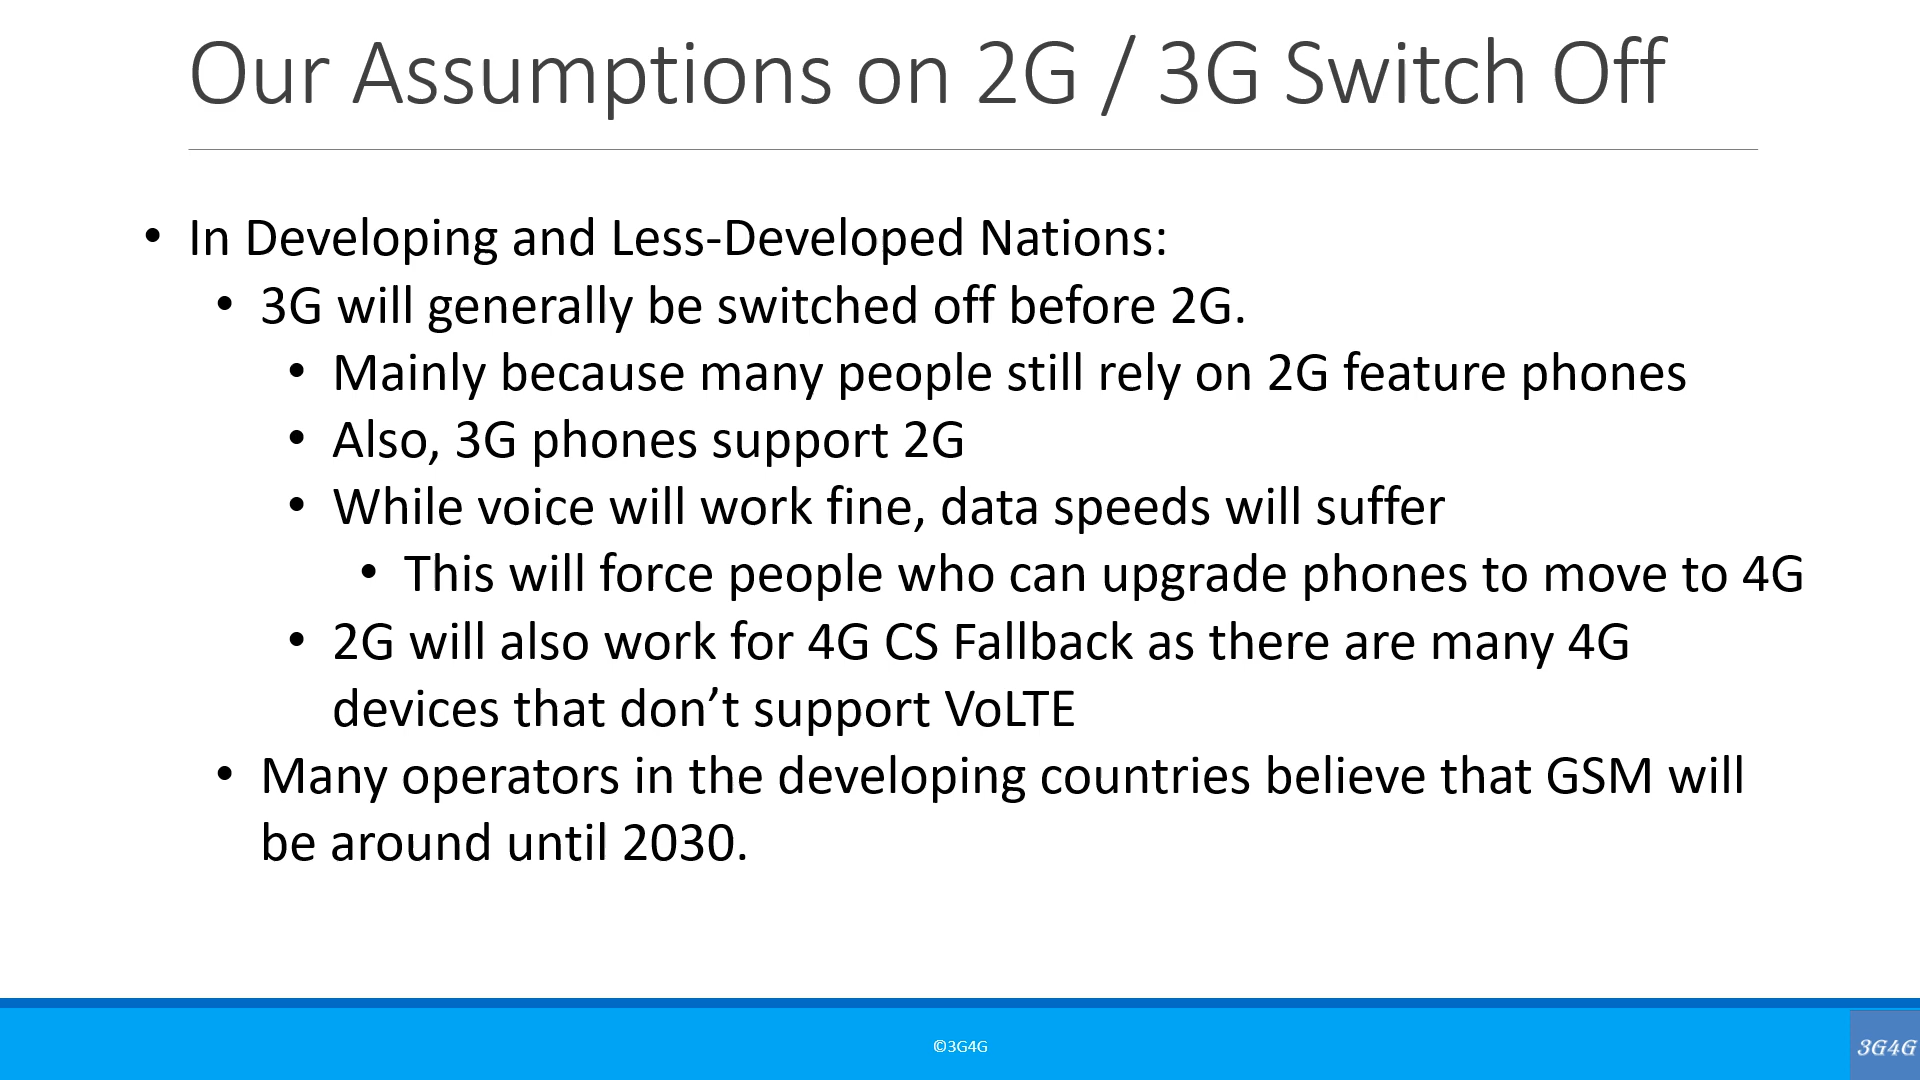 Our Assumptions on 2G / 3G Switch Off
• In Developing and Less-Developed Nations:
• 3G will generally be switched off before 2G.
• Mainly because many people still rely on 2G feature phones
• Also, 3G phones support 2G
• While voice will work fine, data speeds will suffer
• This will force people who can upgrade phones to move to 4G
• 2G will also work for 4G CS Fallback as there are many 4G
devices that don’t support VoLTE
• Many operators in the developing countries believe that GSM will
be around until 2030.
©3G4G
3G4G